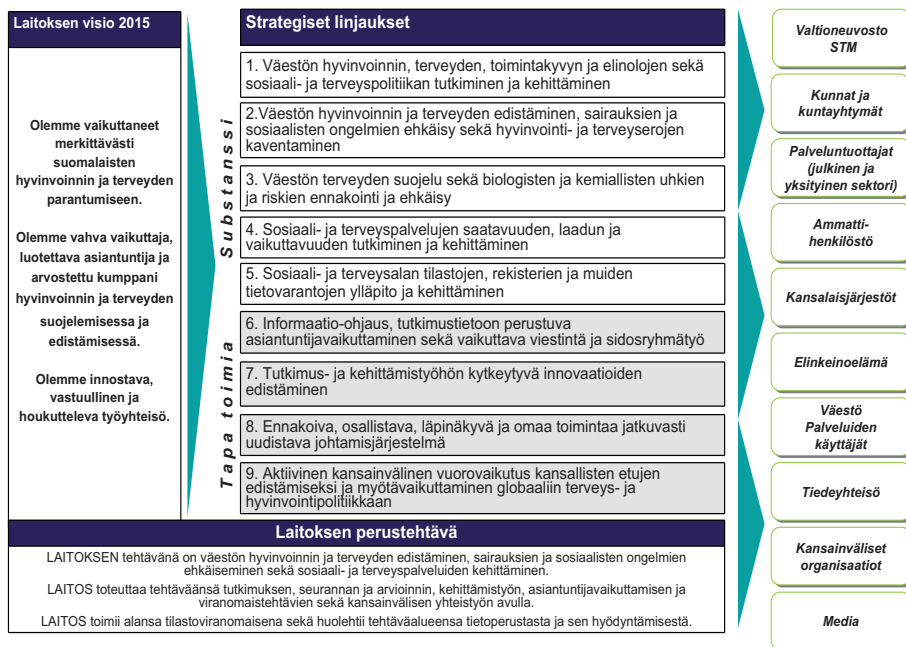 Laitoksen visio 2015
Olemme vaikuttaneet
merkittävästi
suomalaisten
hyvinvoinnin ja terveyden
parantumiseen.
Olemme vahva vaikuttaja,
luotettava asiantuntija ja
arvostettu kumppani
hyvinvoinnin ja terveyden
suojelemisessa ja
edistämisessä.
Olemme innostava,
vastuullinen ja
houkutteleva työyhteisö.
Strategiset linjaukset
Substanssi
1. Väestön hyvinvoinnin, terveyden, toimintakyvyn ja elinolojen sekä
sosiaali- ja terveyspolitiikan tutkiminen ja kehittäminen
2.Väestön hyvinvoinnin ja terveyden edistäminen, sairauksien ja
sosiaalisten ongelmien ehkäisy sekä hyvinvointi- ja terveyserojen
kaventaminen
3. Väestön terveyden suojelu sekä biologisten ja kemiallisten uhkien
ja riskien ennakointi ja ehkäisy
4. Sosiaali- ja terveyspalvelujen saatavuuden, laadun ja
vaikuttavuuden tutkiminen ja kehittäminen
5. Sosiaali- ja terveysalan tilastojen, rekisterien ja muiden
tietovarantojen ylläpito ja kehittäminen
Tapa toimia
6. Informaatio-ohjaus, tutkimustietoon perustuva
asiantuntijavaikuttaminen sekä vaikuttava viestintä ja sidosryhmätyö
7. Tutkimus- ja kehittämistyöhön kytkeytyvä innovaatioiden
edistäminen
8. Ennakoiva, osallistava, läpinäkyvä ja omaa toimintaa jatkuvasti
uudistava johtamisjärjestelmä
9. Aktiivinen kansainvälinen vuorovaikutus kansallisten etujen
edistämiseksi ja myötävaikuttaminen globaaliin terveys- ja
hyvinvointipolitiikkaan
Laitoksen perustehtävä
LAITOKSEN tehtävänä on väestön hyvinvoinnin ja terveyden edistäminen, sairauksien ja sosiaalisten ongelmien
ehkäiseminen sekä sosiaali- ja terveyspalveluiden kehittäminen.
LAITOS toteuttaa tehtäväänsä tutkimuksen, seurannan ja arvioinnin, kehittämistyön, asiantuntijavaikuttamisen ja
viranomaistehtävien sekä kansainvälisen yhteistyön avulla.
LAITOS toimii alansa tilastoviranomaisena sekä huolehtii tehtäväalueensa tietoperustasta ja sen hyödyntämisestä.
Valtioneuvosto
STM
Kunnat ja
kuntayhtymät
Palveluntuottajat
(julkinen ja
yksityinen sektori)
Ammatti-
henkilöstö
Kansalaisjärjestöt
Elinkeinoelämä
Väestö
Palveluiden
käyttäjät
Tiedeyhteisö
Kansainväliset
organisaatiot
Media